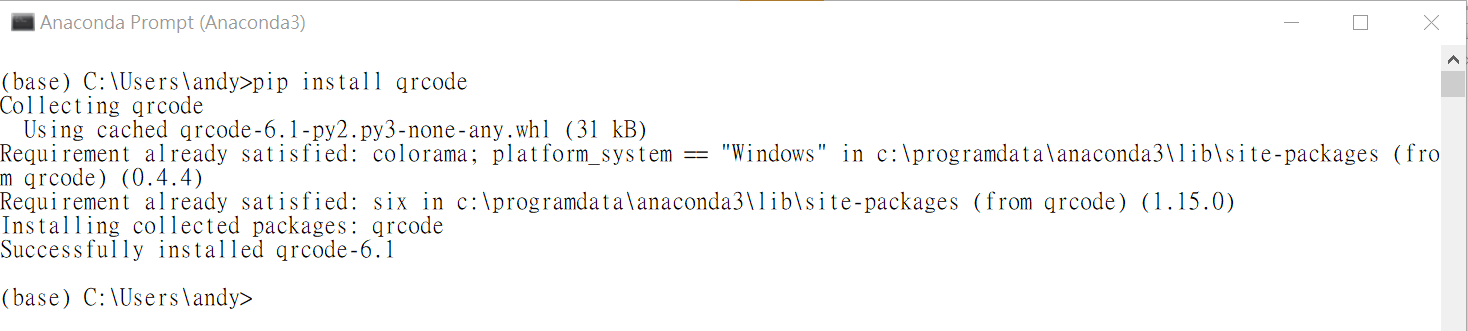 Anaconda Prompt (Anaconda3)
(base) C:\Users\andy>pip install qrcode
Collecting qrcode
  Using cached qrcode-6.1-py2.py3-none-any.whl (31 kB)
Requirement already satisfied: colorama; platform_system == "Windows" in c:\programdata\anaconda3\lib\site-packages (fro
m qrcode) (0.4.4)
Requirement already satisfied: six in c:\programdata\anaconda3\lib\site-packages (from qrcode) (1.15.0)
Installing collected packages: qrcode
Successfully installed qrcode-6.1
(base) C:\Users\andy>